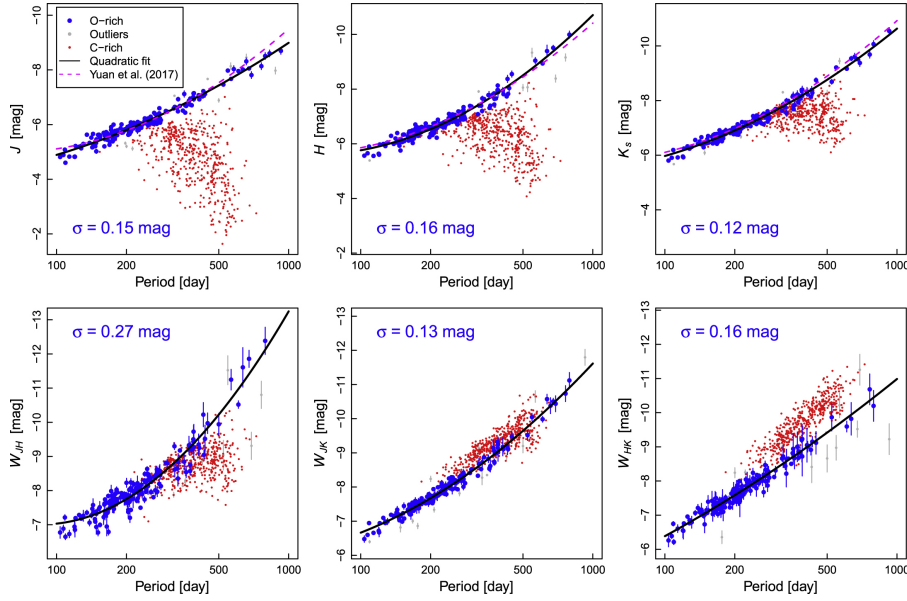 O-rich
Outliers
C-rich
Quadratic fit
Yuan et al. (2017)
σ = 0.15 mag
J [mag]
-10
-8
-6
-4
-2
100
200
500
1000
Period [day]
σ = 0.16 mag
H [mag]
-10
-8
-6
-4
-2
100
200
500
1000
Period [day]
σ = 0.12 mag
Ks [mag]
-10
-8
-6
-4
100
200
500
1000
Period [day]
σ = 0.27 mag
WJH [mag]
-13
-12
-11
-10
-9
-8
-7
100
200
500
1000
Period [day]
σ = 0.13 mag
WJK [mag]
-13
-12
-11
-10
-9
-8
-7
-6
100
200
500
1000
Period [day]
σ = 0.16 mag
WHK [mag]
-13
-12
-11
-10
-9
-8
-7
-6
100
200
500
1000
Period [day]